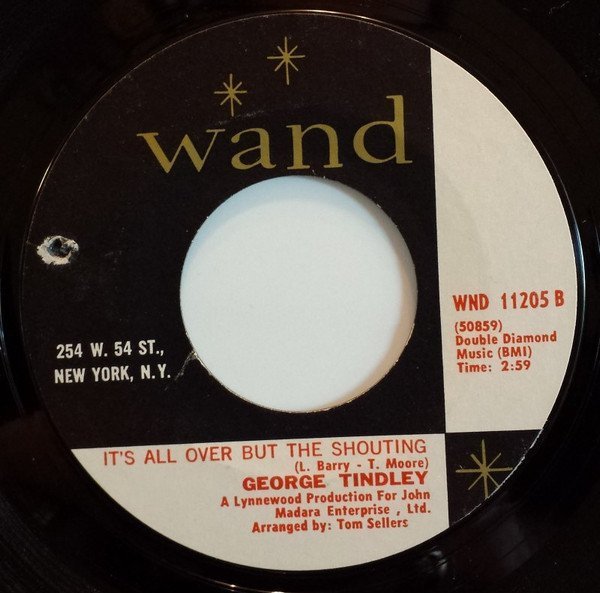 wand
WND 11205 B
(50859)
Double Diamond
Music (BMI)
Time: 2:59
254 W. 54 ST.,
NEW YORK, N.Y.
IT'S ALL OVER BUT THE SHOUTING
(L. Barry - T. Moore)
GEORGE TINDLEY
A Lynnewood Production For John
Madara Enterprise , Ltd.
Arranged by: Tom Sellers